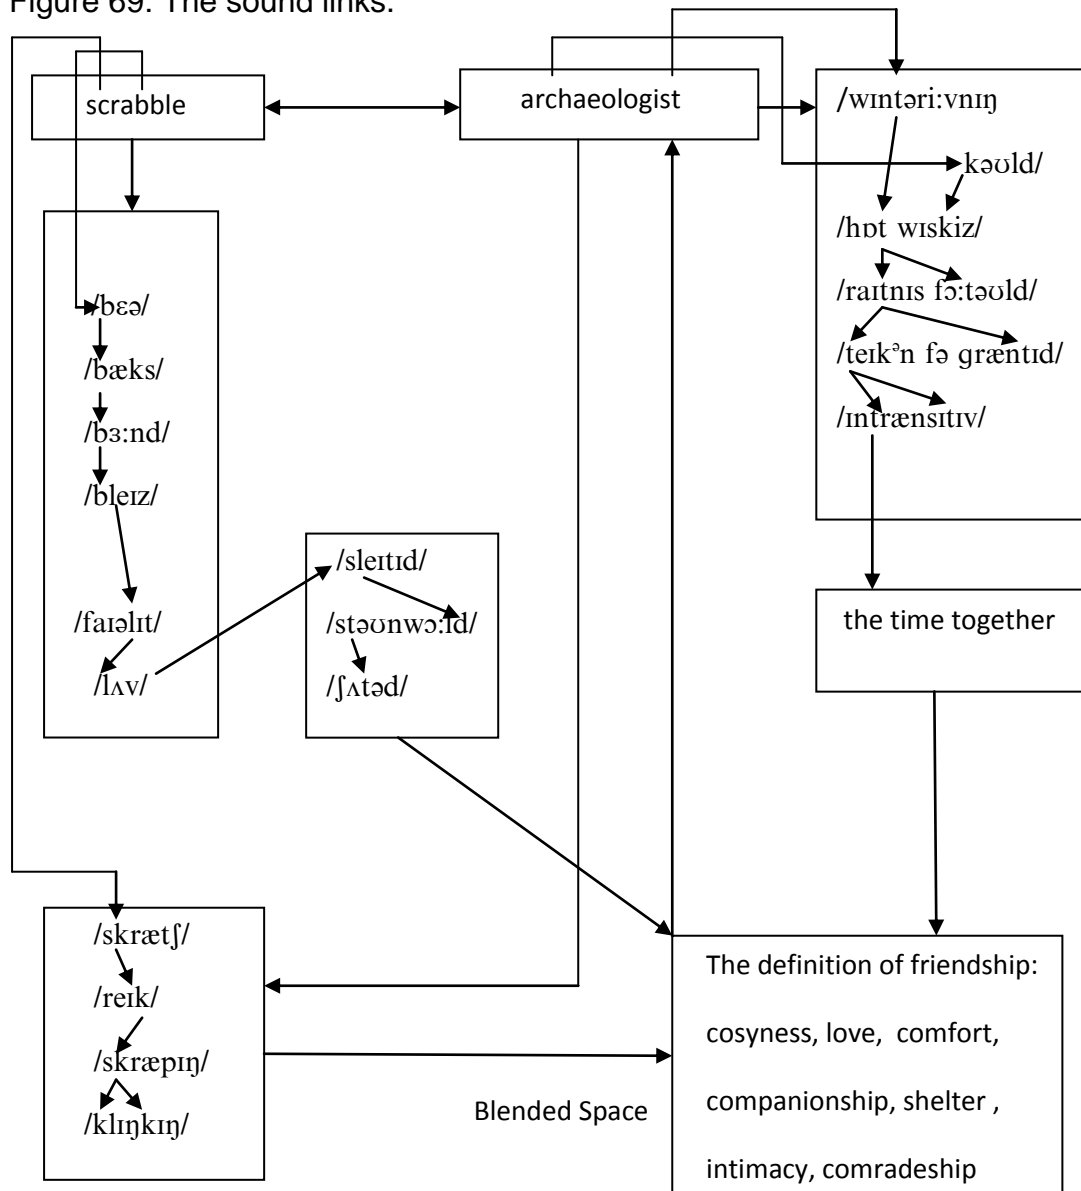 Figure 69. The sound links.
scrabble
archaeologist
/wɪntəri:vnɪŋ
kəʊld/
/hɒt wɪskiz/
/raɪtnɪs fɔ:təʊld/
/teɪkᵊn fə ɡræntɪd/
/ɪntrænsɪtɪv/
/bɛə/
/bæks/
/bɜ:nd/
/bleɪz/
/faɪəlɪt/
/lʌv/
/sleɪtɪd/
/stəʊnwɔ:ld/
/ʃʌtəd/
the time together
/skrætʃ/
/reɪk/
/skræpɪŋ/
/klɪŋkɪŋ/
Blended Space
The definition of friendship:
cosyness, love, comfort,
companionship, shelter ,
intimacy, comradeship